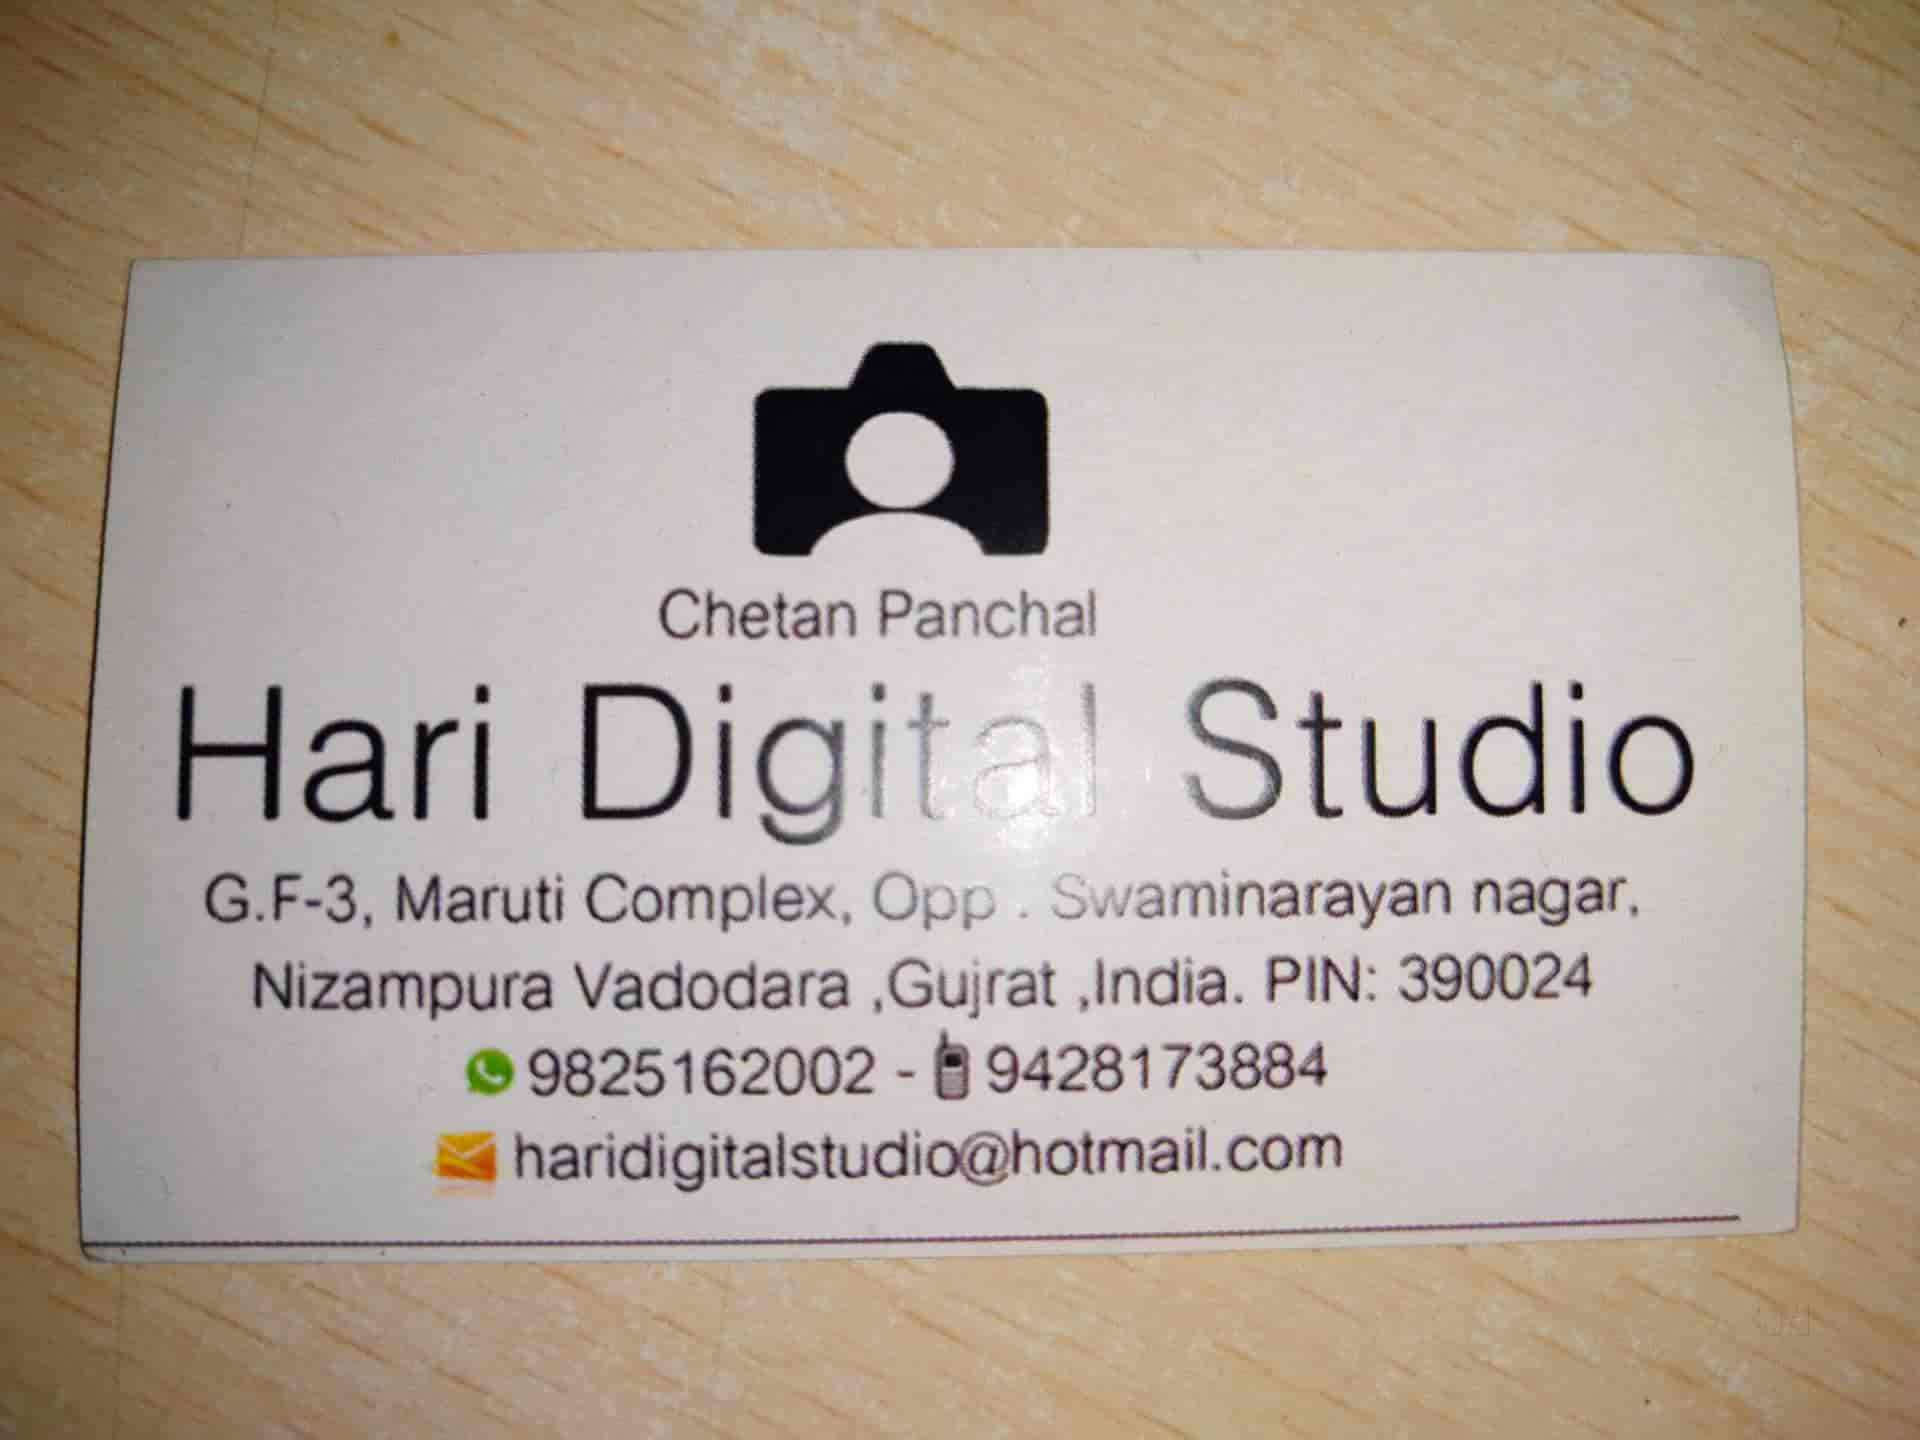 Chetan Panchal
Hari Digital Studio
G.F-3, Maruti Complex, Opp . Swaminarayan nagar,
Nizampura Vadodara ,Gujrat ,India. PIN: 390024
9825162002 - 9428173884
haridigitalstudio@hotmail.com